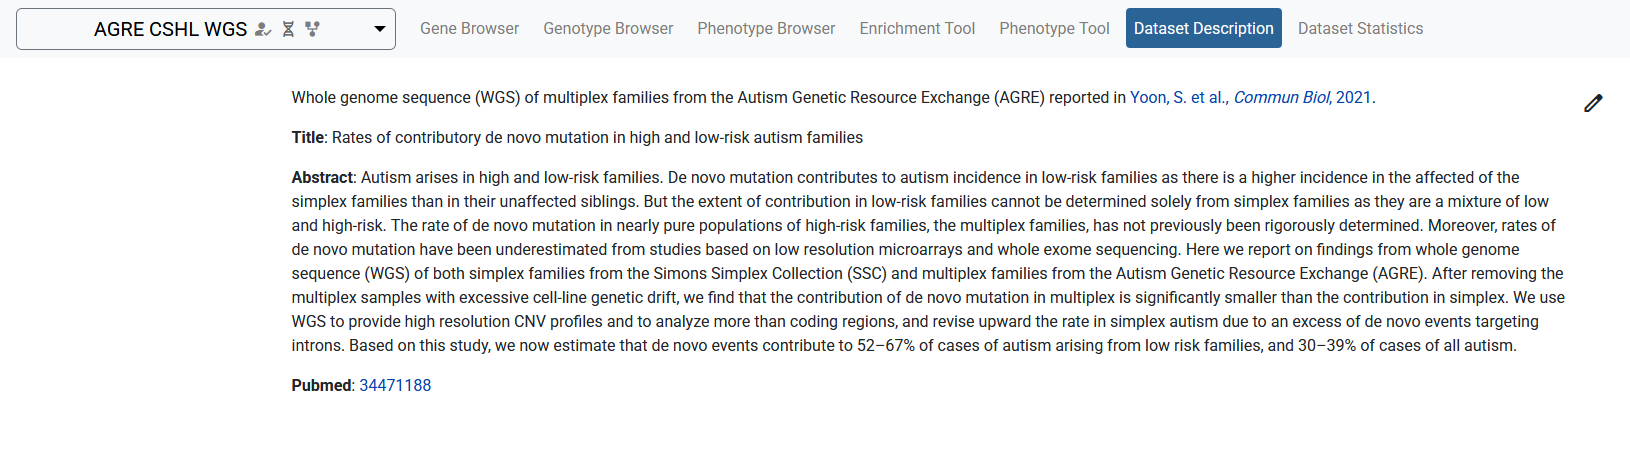 AGRE CSHL WGS
Gene Browser
Genotype Browser
Phenotype Browser
Enrichment Tool
Phenotype Tool
Dataset Description
Dataset Statistics
Whole genome sequence (WGS) of multiplex families from the Autism Genetic Resource Exchange (AGRE) reported in Yoon, S. et al., Commun Biol, 2021.
Title: Rates of contributory de novo mutation in high and low-risk autism families
Abstract: Autism arises in high and low-risk families. De novo mutation contributes to autism incidence in low-risk families as there is a higher incidence in the affected of the
simplex families than in their unaffected siblings. But the extent of contribution in low-risk families cannot be determined solely from simplex families as they are a mixture of low
and high-risk. The rate of de novo mutation in nearly pure populations of high-risk families, the multiplex families, has not previously been rigorously determined. Moreover, rates of
de novo mutation have been underestimated from studies based on low resolution microarrays and whole exome sequencing. Here we report on findings from whole genome
sequence (WGS) of both simplex families from the Simons Simplex Collection (SSC) and multiplex families from the Autism Genetic Resource Exchange (AGRE). After removing the
multiplex samples with excessive cell-line genetic drift, we find that the contribution of de novo mutation in multiplex is significantly smaller than the contribution in simplex. We use
WGS to provide high resolution CNV profiles and to analyze more than coding regions, and revise upward the rate in simplex autism due to an excess of de novo events targeting
introns. Based on this study, we now estimate that de novo events contribute to 52–67% of cases of autism arising from low risk families, and 30–39% of cases of all autism.
Pubmed: 34471188